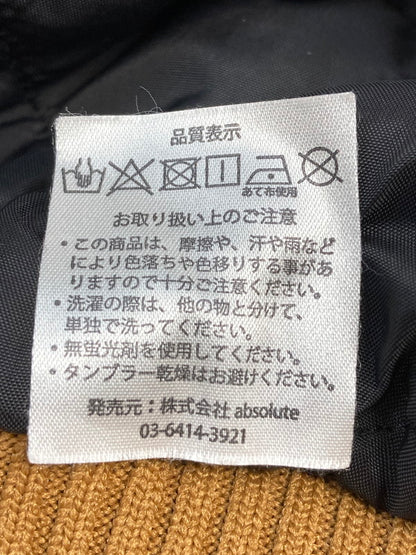 品質表示
あて布使用
お取り扱い上のご注意
・この商品は、摩擦や、汗や雨など
により色落ちや色移りする事があ
りますので十分ご注意ください。
・洗濯の際は、他の物と分けて、
単独で洗ってください。
・無蛍光剤を使用してください。
・タンブラー乾燥はお避けください。
発売元：株式会社 absolute
03-6414-3921